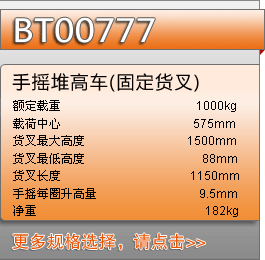 BT00777
手摇堆高车(固定货叉)
额定载重 1000kg
载荷中心 575mm
货叉最大高度 1500mm
货叉最低高度 88mm
货叉长度 1150mm
手摇每圈升高量 9.5mm
净重 182kg
更多规格选择，请点击>>